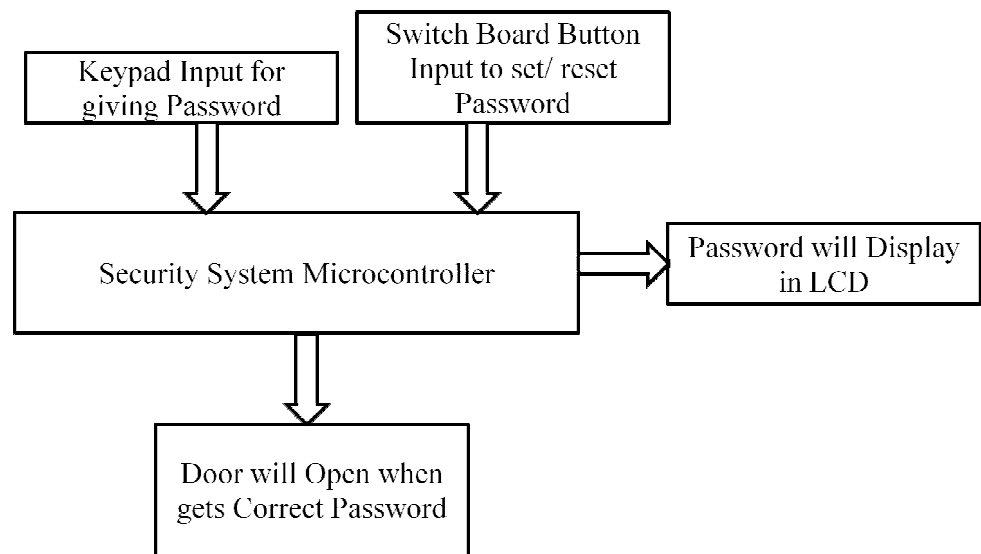 Keypad Input for
giving Password
Switch Board Button
Input to set/ reset
Password
Security System Microcontroller
Password will Display
in LCD
Door will Open when
gets Correct Password